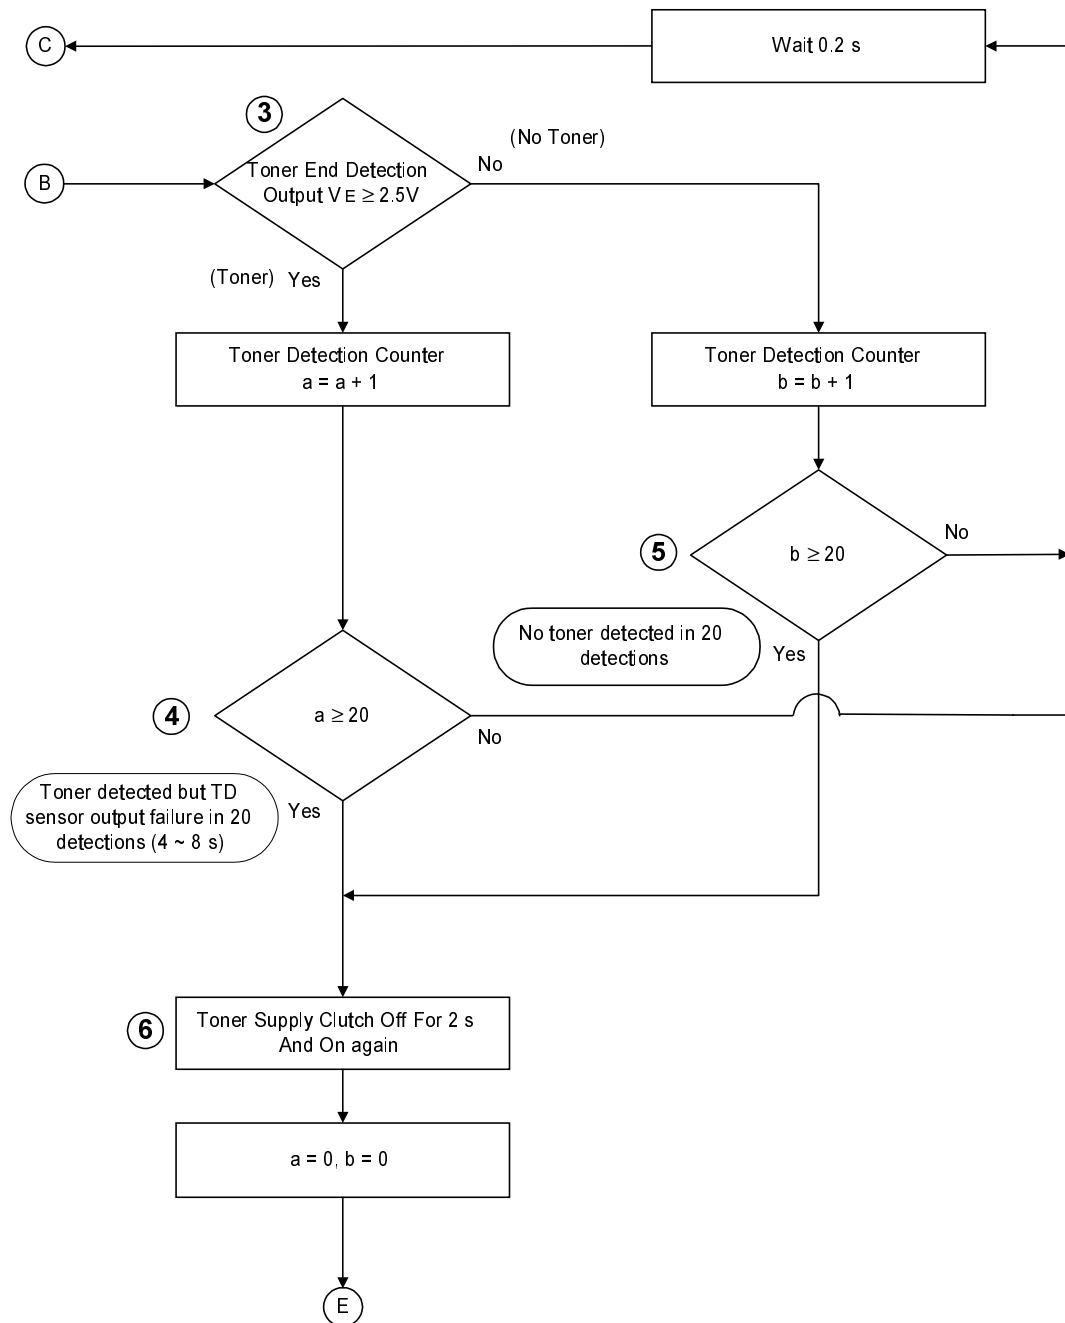 C
Wait 0.2 s
3
(No Toner)
No
B
Toner End Detection
Output VE ≥ 2.5V
(Toner) Yes
Toner Detection Counter
a = a + 1
Toner Detection Counter
b = b + 1
5
b ≥ 20
No
No toner detected in 20
detections
Yes
4
a ≥ 20
No
Toner detected but TD
sensor output failure in 20
detections (4 ~ 8 s)
Yes
6
Toner Supply Clutch Off For 2 s
And On again
a = 0, b = 0
E